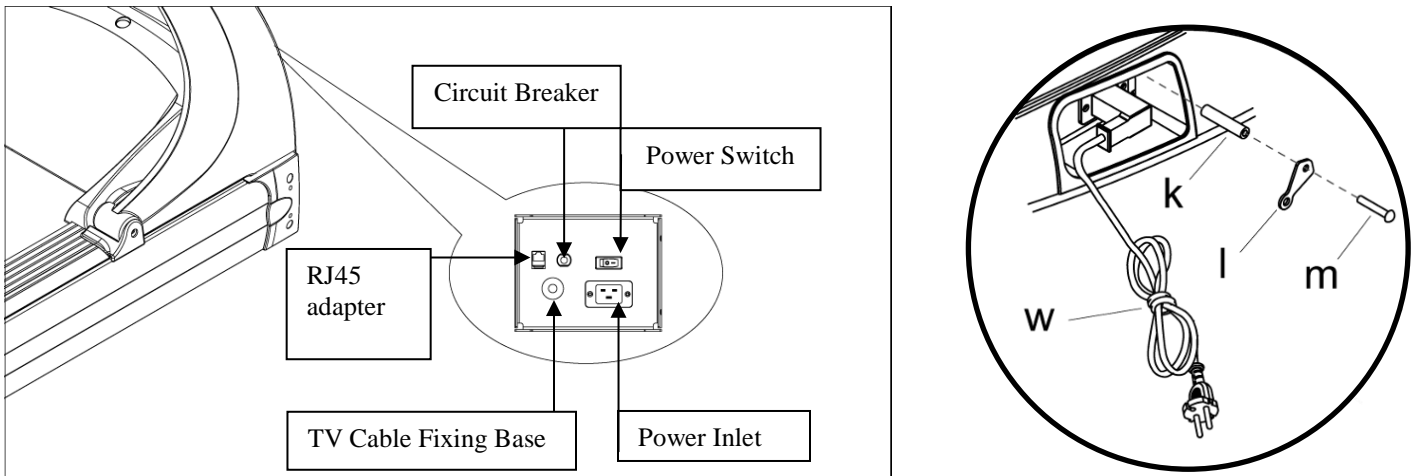 Circuit Breaker
Power Switch
RJ45
adapter
TV Cable Fixing Base
Power Inlet
k
l
m
w